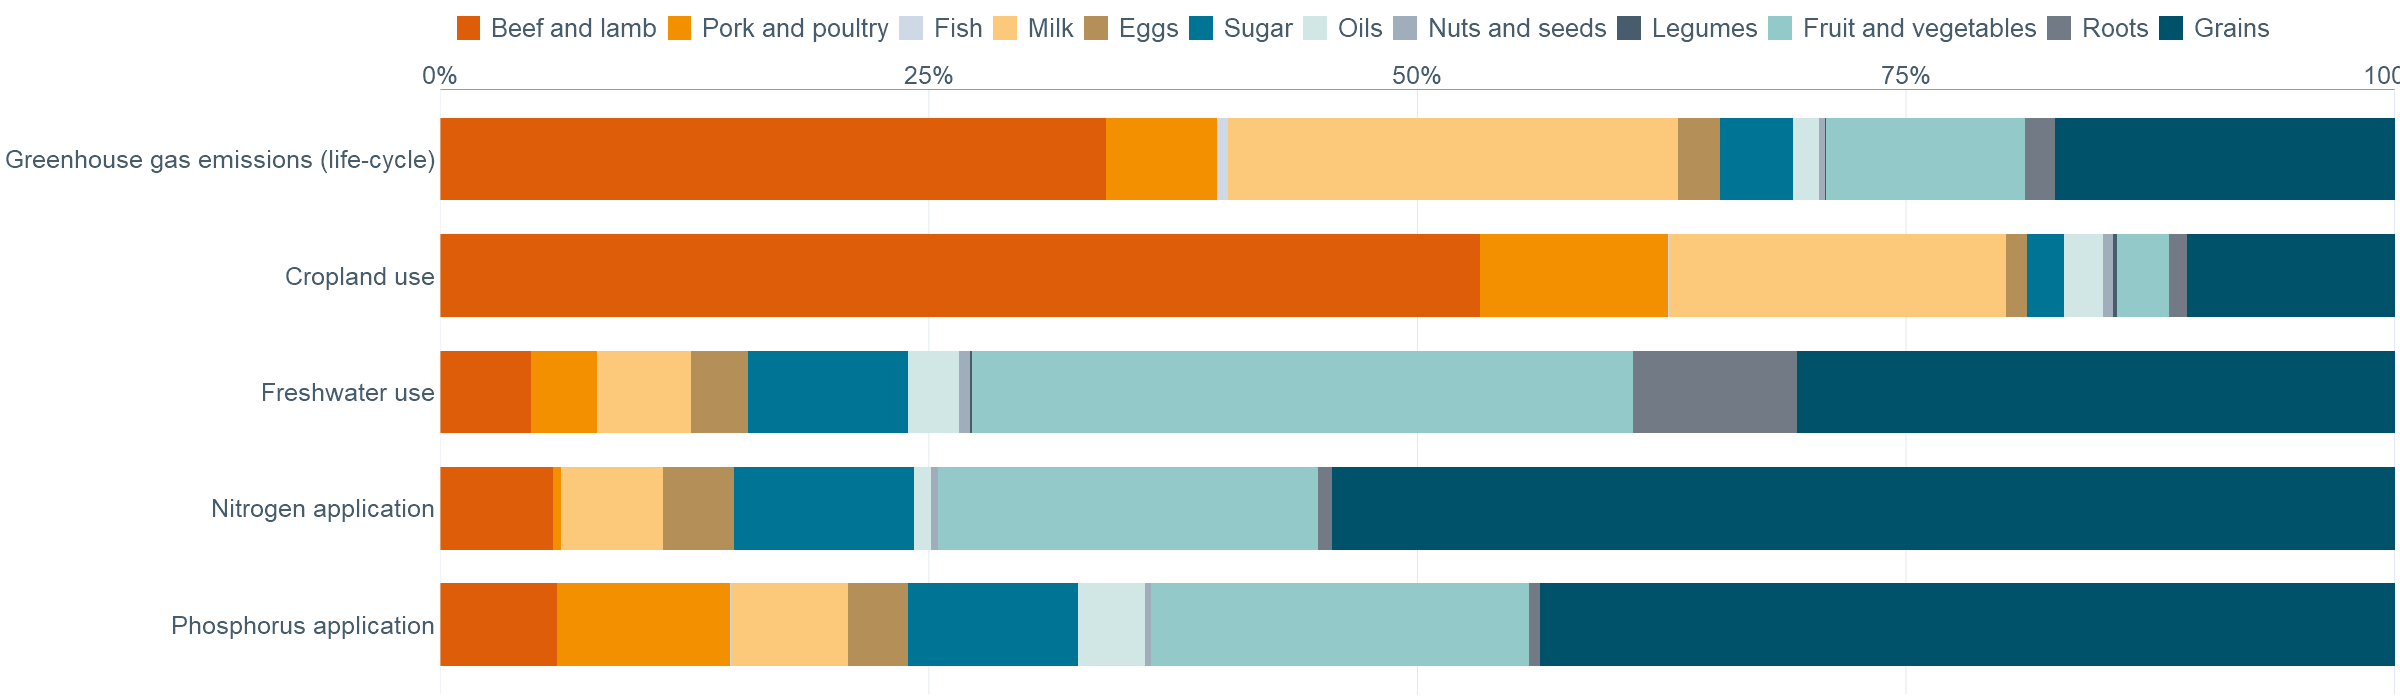 Beef and lamb Pork and poultry Fish Milk Eggs Sugar Oils Nuts and seeds Legumes Fruit and vegetables Roots Grains
0% 25% 50% 75% 100
Greenhouse gas emissions (life-cycle)
Cropland use
Freshwater use
Nitrogen application
Phosphorus application